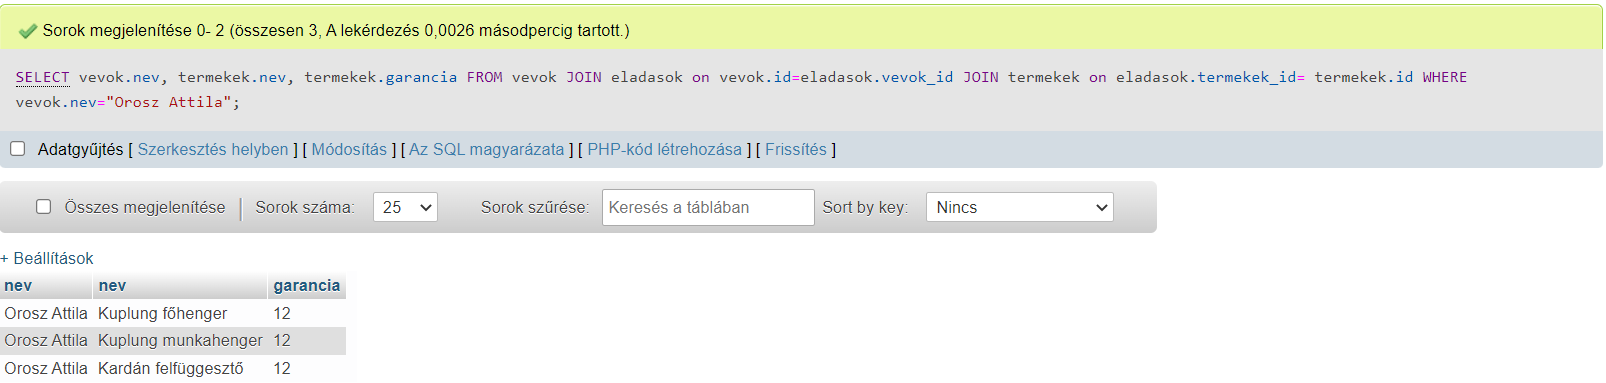 Sorok megjelenítése 0- 2 (összesen 3, A lekérdezés 0,0026 másodpercig tartott.)
SELECT vevok.nev, termekek.nev, termekek.garancia FROM vevok JOIN eladasok on vevok.id=eladasok.vevok_id JOIN termekek on eladasok.termekek_id= termekek.id WHERE
vevok.nev="Orosz Attila";
Adatgyűjtés [ Szerkesztés helyben ] [ Módosítás ] [ Az SQL magyarázata ] [ PHP-kód létrehozása ] [ Frissítés ]
Összes megjelenítése | Sorok száma: 25 Sorok szűrése: Keresés a táblában Sort by key: Nincs
+ Beállítások
nev nev garancia
Orosz Attila Kuplung főhenger 12
Orosz Attila Kuplung munkahenger 12
Orosz Attila Kardán felfüggesztő 12